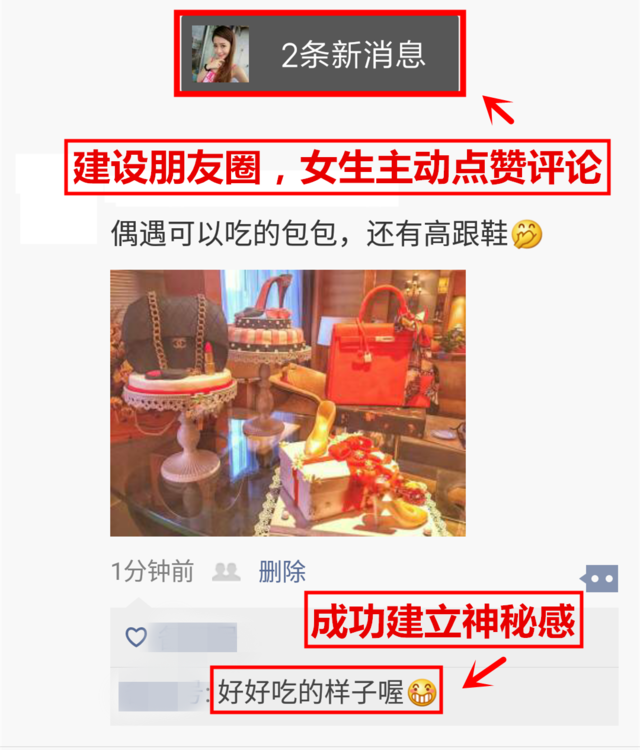 2条新消息
建设朋友圈，女生主动点赞评论
偶遇可以吃的包包，还有高跟鞋🤭
CHANEL
1分钟前 删除
成功建立神秘感
:好好吃的样子喔😁